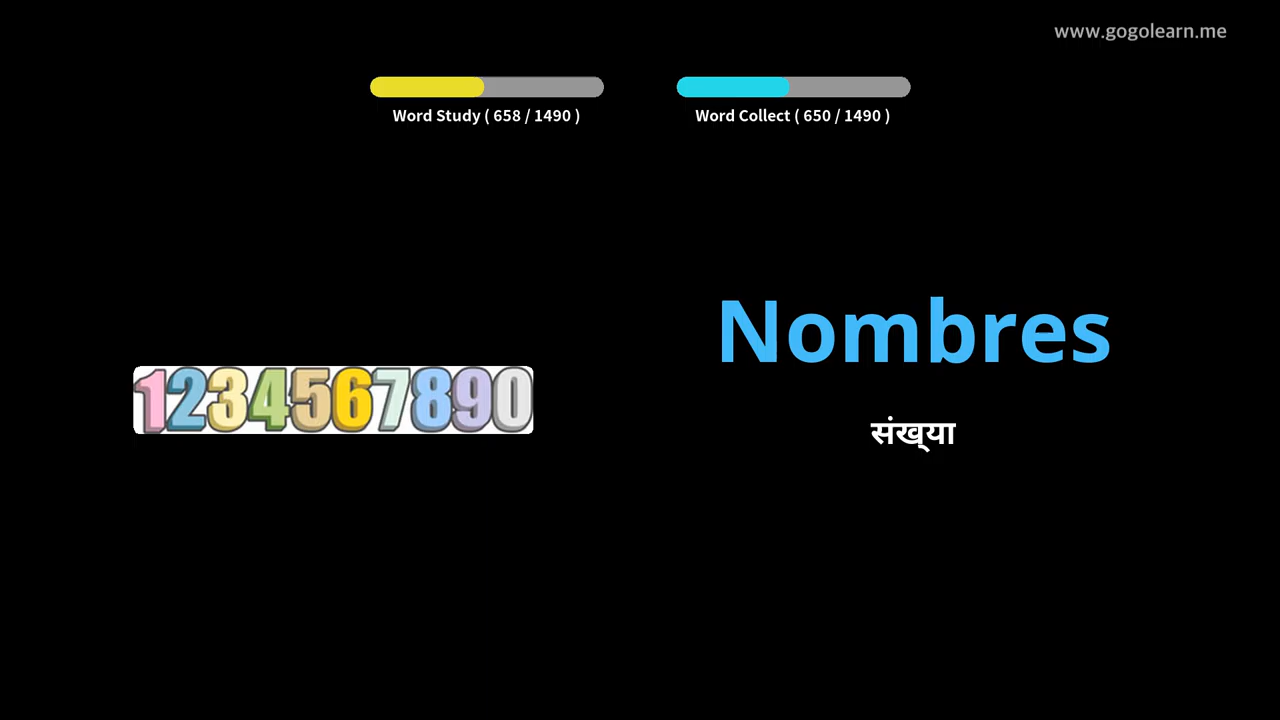 www.gogolearn.me
Word Study ( 658 / 1490 )
Word Collect ( 650 / 1490 )
Nombres
1234567890
संख्या